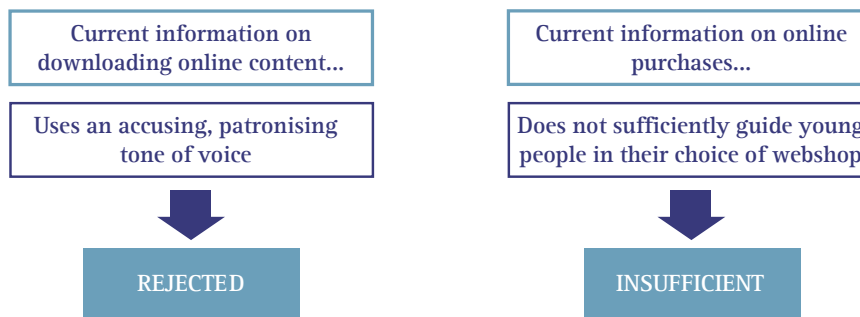 Current information on
downloading online content...
Uses an accusing, patronising
tone of voice
REJECTED
Current information on online
purchases...
Does not sufficiently guide young
people in their choice of webshop
INSUFFICIENT